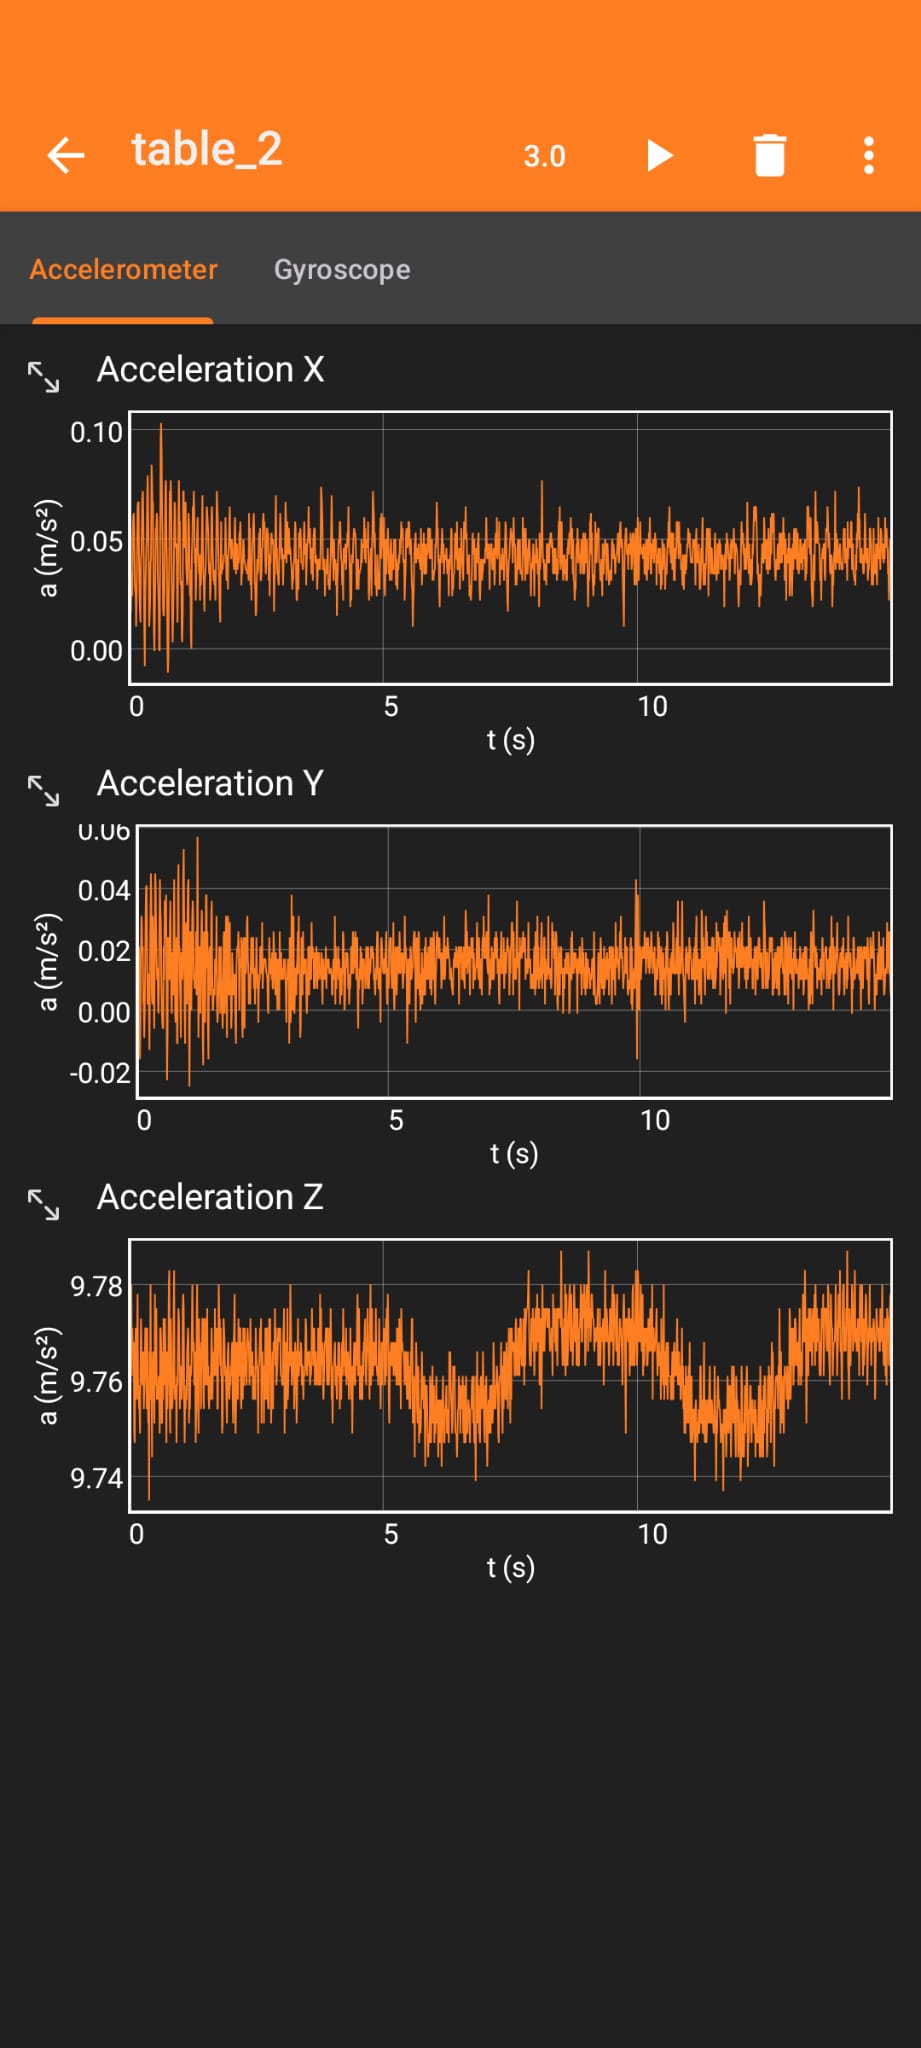 table_2 3.0
Accelerometer Gyroscope
Acceleration X
0.10
0.05
0.00
a (m/s²)
0 5 10
t (s)
Acceleration Y
0.06
0.04
0.02
0.00
-0.02
a (m/s²)
0 5 10
t (s)
Acceleration Z
9.78
9.76
9.74
a (m/s²)
0 5 10
t (s)